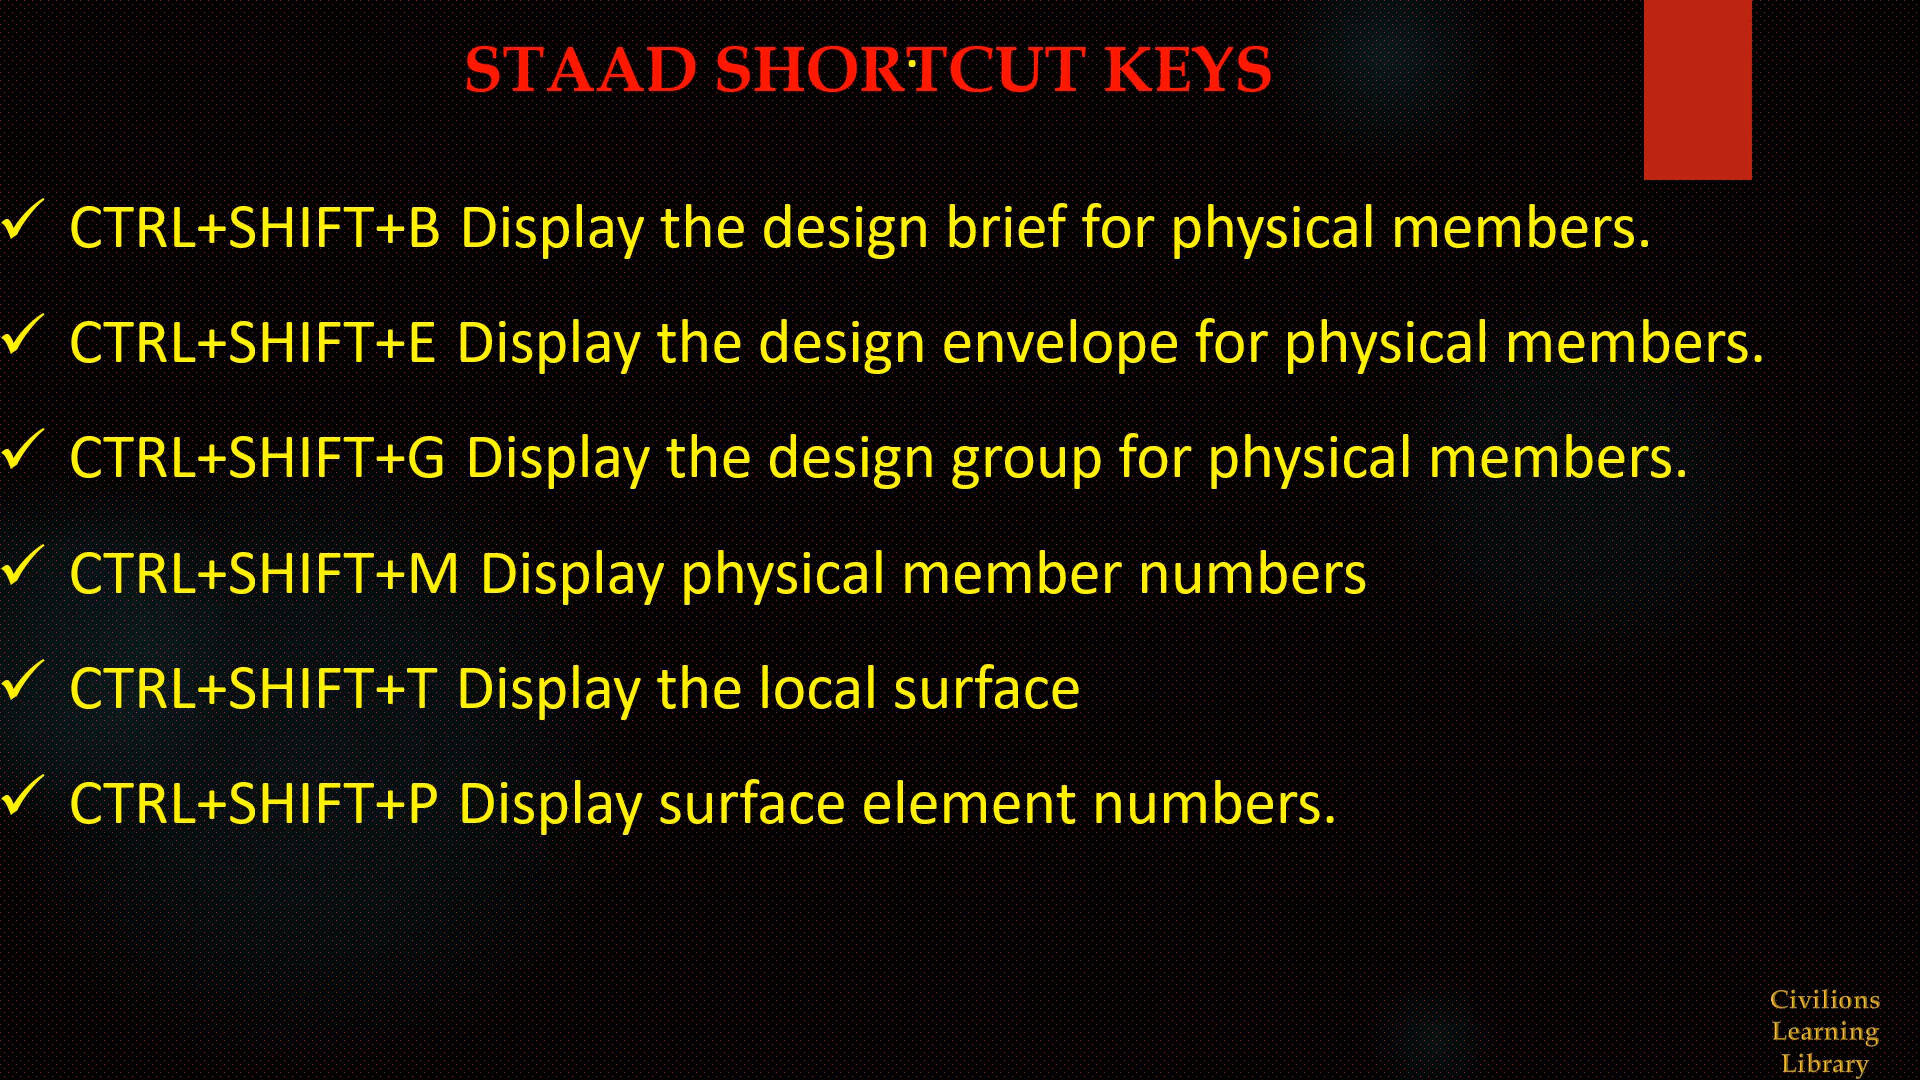 STAAD SHORTCUT KEYS
✓ CTRL+SHIFT+B Display the design brief for physical members.
✓ CTRL+SHIFT+E Display the design envelope for physical members.
✓ CTRL+SHIFT+G Display the design group for physical members.
✓ CTRL+SHIFT+M Display physical member numbers
✓ CTRL+SHIFT+T Display the local surface
✓ CTRL+SHIFT+P Display surface element numbers.
Civilions
Learning
Library